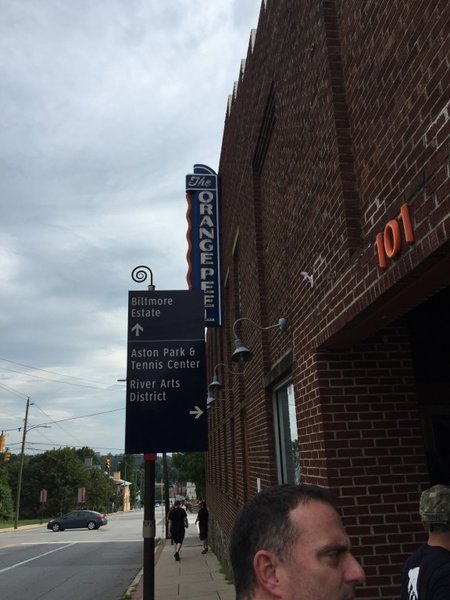 The
ORANGE PEEL
101
Biltmore
Estate
↑
Aston Park &
Tennis Center
River Arts
District
→